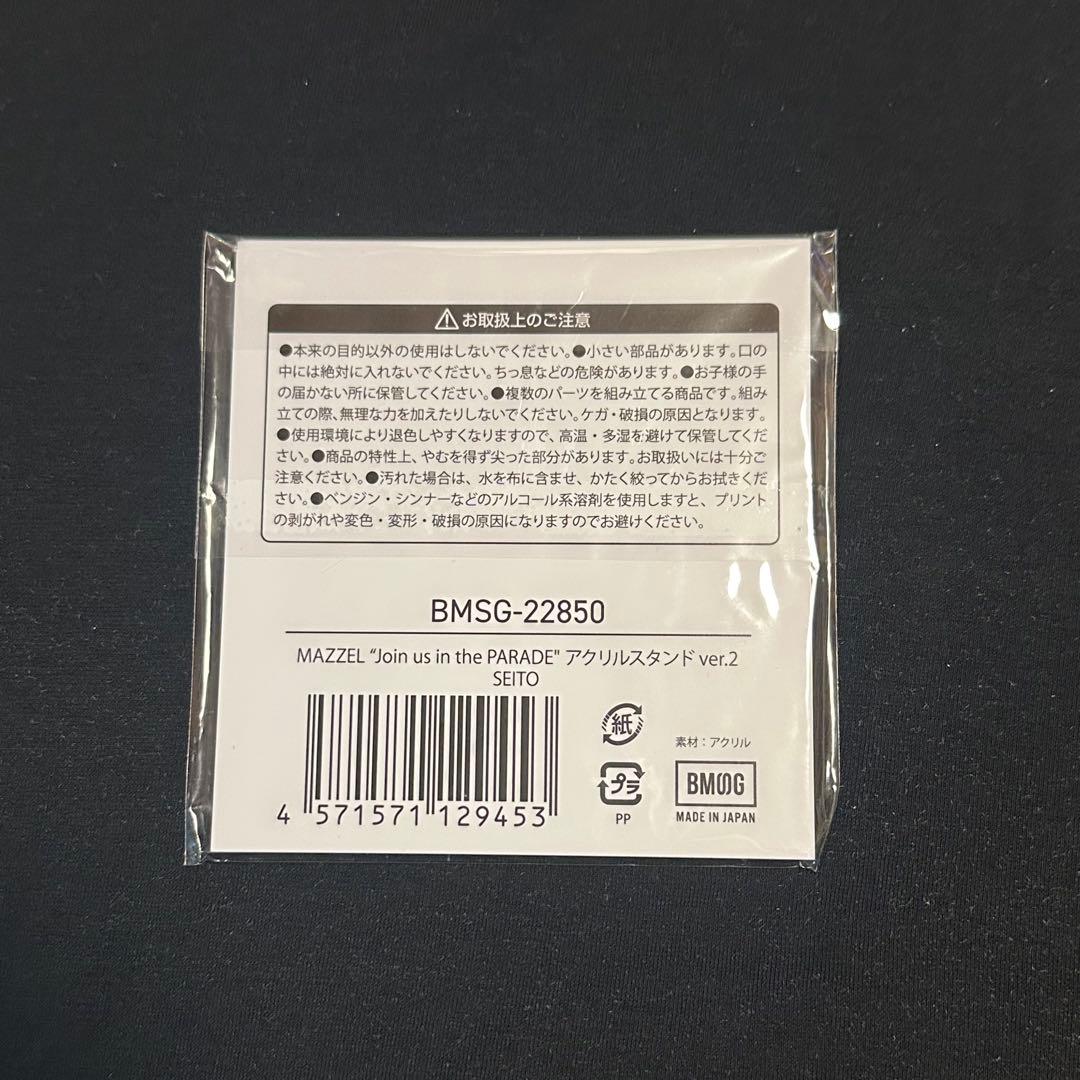 ⚠お取扱上のご注意
●本来の目的以外の使用はしないでください。●小さい部品があります。口の
中には絶対に入れないでください。ちっ息などの危険があります。●お子様の手
の届かない所に保管してください。●複数のパーツを組み立てる商品です。組み
立ての際、無理な力を加えたりしないでください。ケガ・破損の原因となります。
●使用環境により退色しやすくなりますので、高温・多湿を避けて保管してくだ
さい。●商品の特性上、やむを得ず尖った部分があります。お取扱いには十分ご
注意ください。●汚れた場合は、水を布に含ませ、かたく絞ってからお拭きくだ
さい。●ベンジン・シンナーなどのアルコール系溶剤を使用しますと、プリント
の剥がれや変色・変形・破損の原因になりますのでお避けください。
BMSG-22850
MAZZEL “Join us in the PARADE" アクリルスタンド ver.2
SEITO
4 571571 129453
紙
プラ
PP
素材：アクリル
BMSG
MADE IN JAPAN